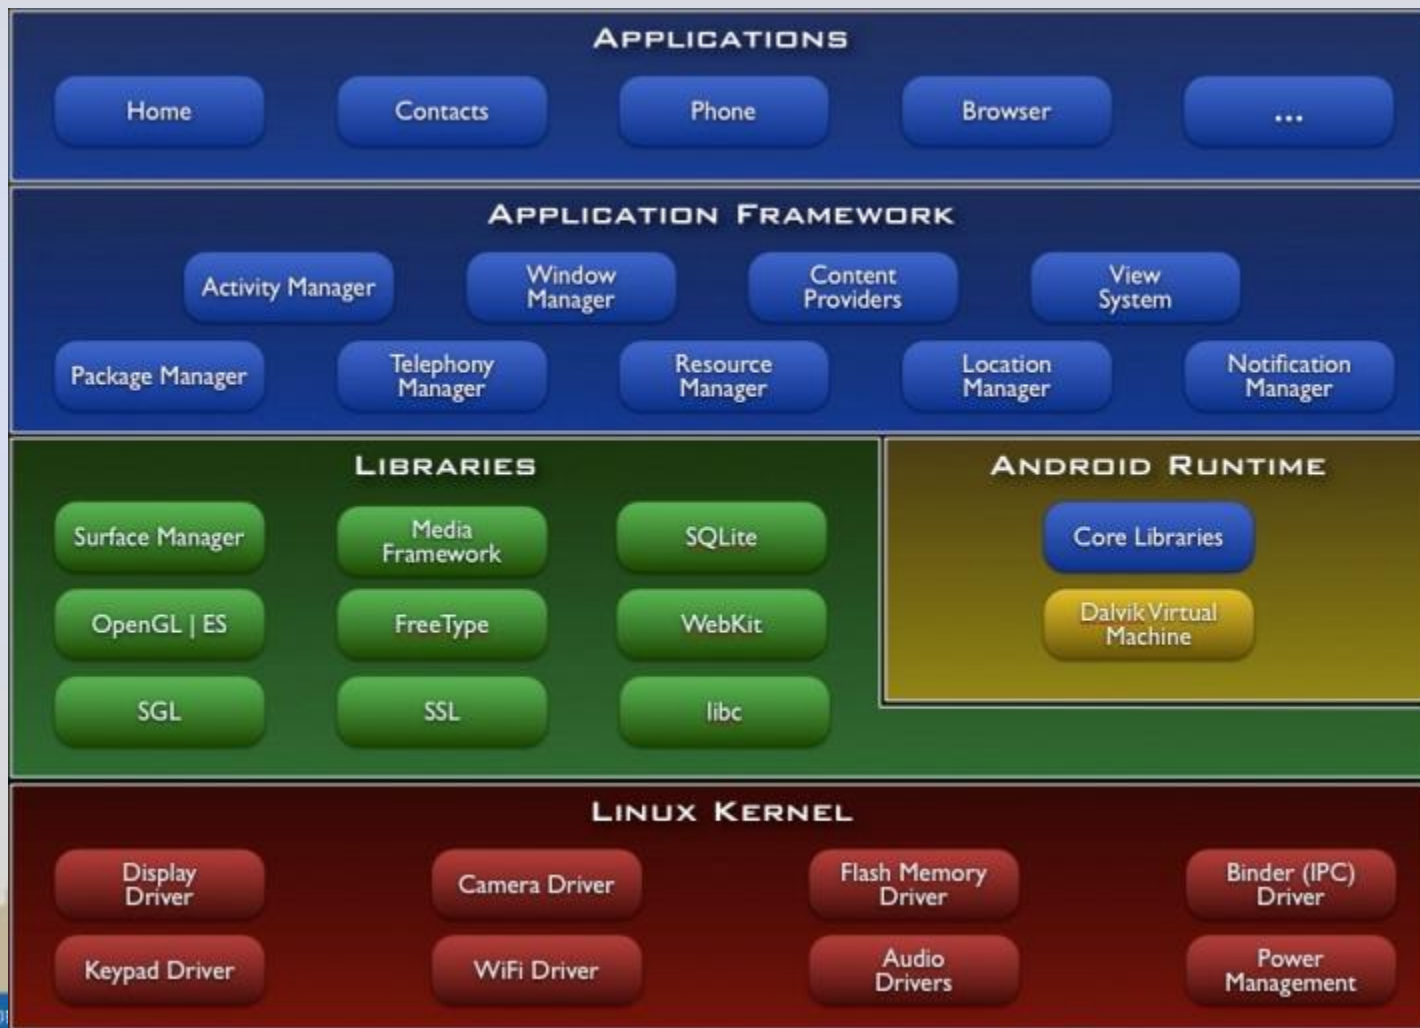 APPLICATIONS
Home
Contacts
Phone
Browser
...
APPLICATION FRAMEWORK
Activity Manager
Window
Manager
Content
Providers
View
System
Package Manager
Telephony
Manager
Resource
Manager
Location
Manager
Notification
Manager
LIBRARIES
Surface Manager
Media
Framework
SQLite
OpenGL | ES
FreeType
WebKit
SGL
SSL
libc
ANDROID RUNTIME
Core Libraries
Dalvik Virtual
Machine
LINUX KERNEL
Display
Driver
Camera Driver
Flash Memory
Driver
Binder (IPC)
Driver
Keypad Driver
WiFi Driver
Audio
Drivers
Power
Management